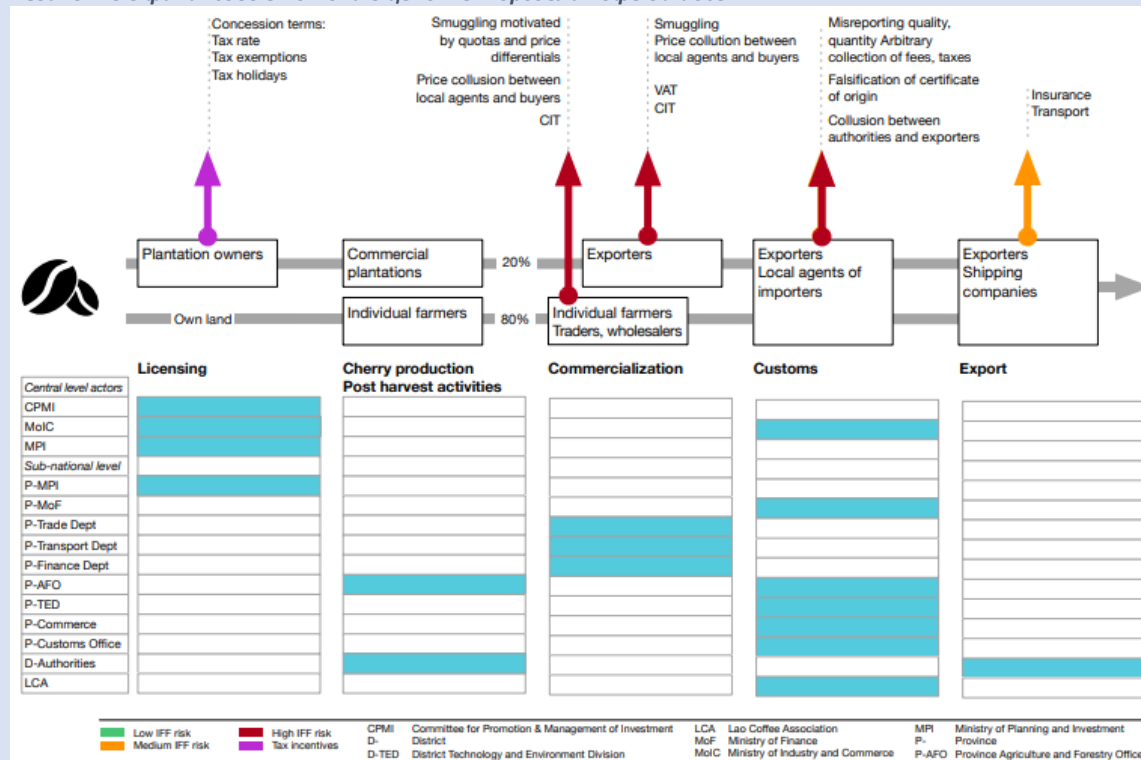 Concession terms:
Tax rate
Tax exemptions
Tax holidays
Smuggling motivated
by quotas and price
differentials
Price collusion between
local agents and buyers
CIT
Smuggling
Price collution between
local agents and buyers
VAT
CIT
Misreporting quality,
quantity Arbitrary
collection of fees, taxes
Falsification of certificate
of origin
Collusion between
authorities and exporters
Insurance
Transport
Plantation owners
Commercial
plantations
20%
Exporters
Exporters
Local agents of
importers
Exporters
Shipping
companies
Own land
Individual farmers
80%
Individual farmers
Traders, wholesalers
Licensing
Cherry production
Post harvest activities
Commercialization
Customs
Export
Central level actors
CPMI
MoIC
MPI
Sub-national level
P-MPI
P-MoF
P-Trade Dept
P-Transport Dept
P-Finance Dept
P-AFO
P-TED
P-Commerce
P-Customs Office
D-Authorities
LCA
Low IFF risk
Medium IFF risk
High IFF risk
Tax incentives
CPMI Committee for Promotion & Management of Investment
D- District
D-TED District Technology and Environment Division
LCA Lao Coffee Association
MoF Ministry of Finance
MoIC Ministry of Industry and Commerce
MPI Ministry of Planning and Investment
P- Province
P-AFO Province Agriculture and Forestry Office